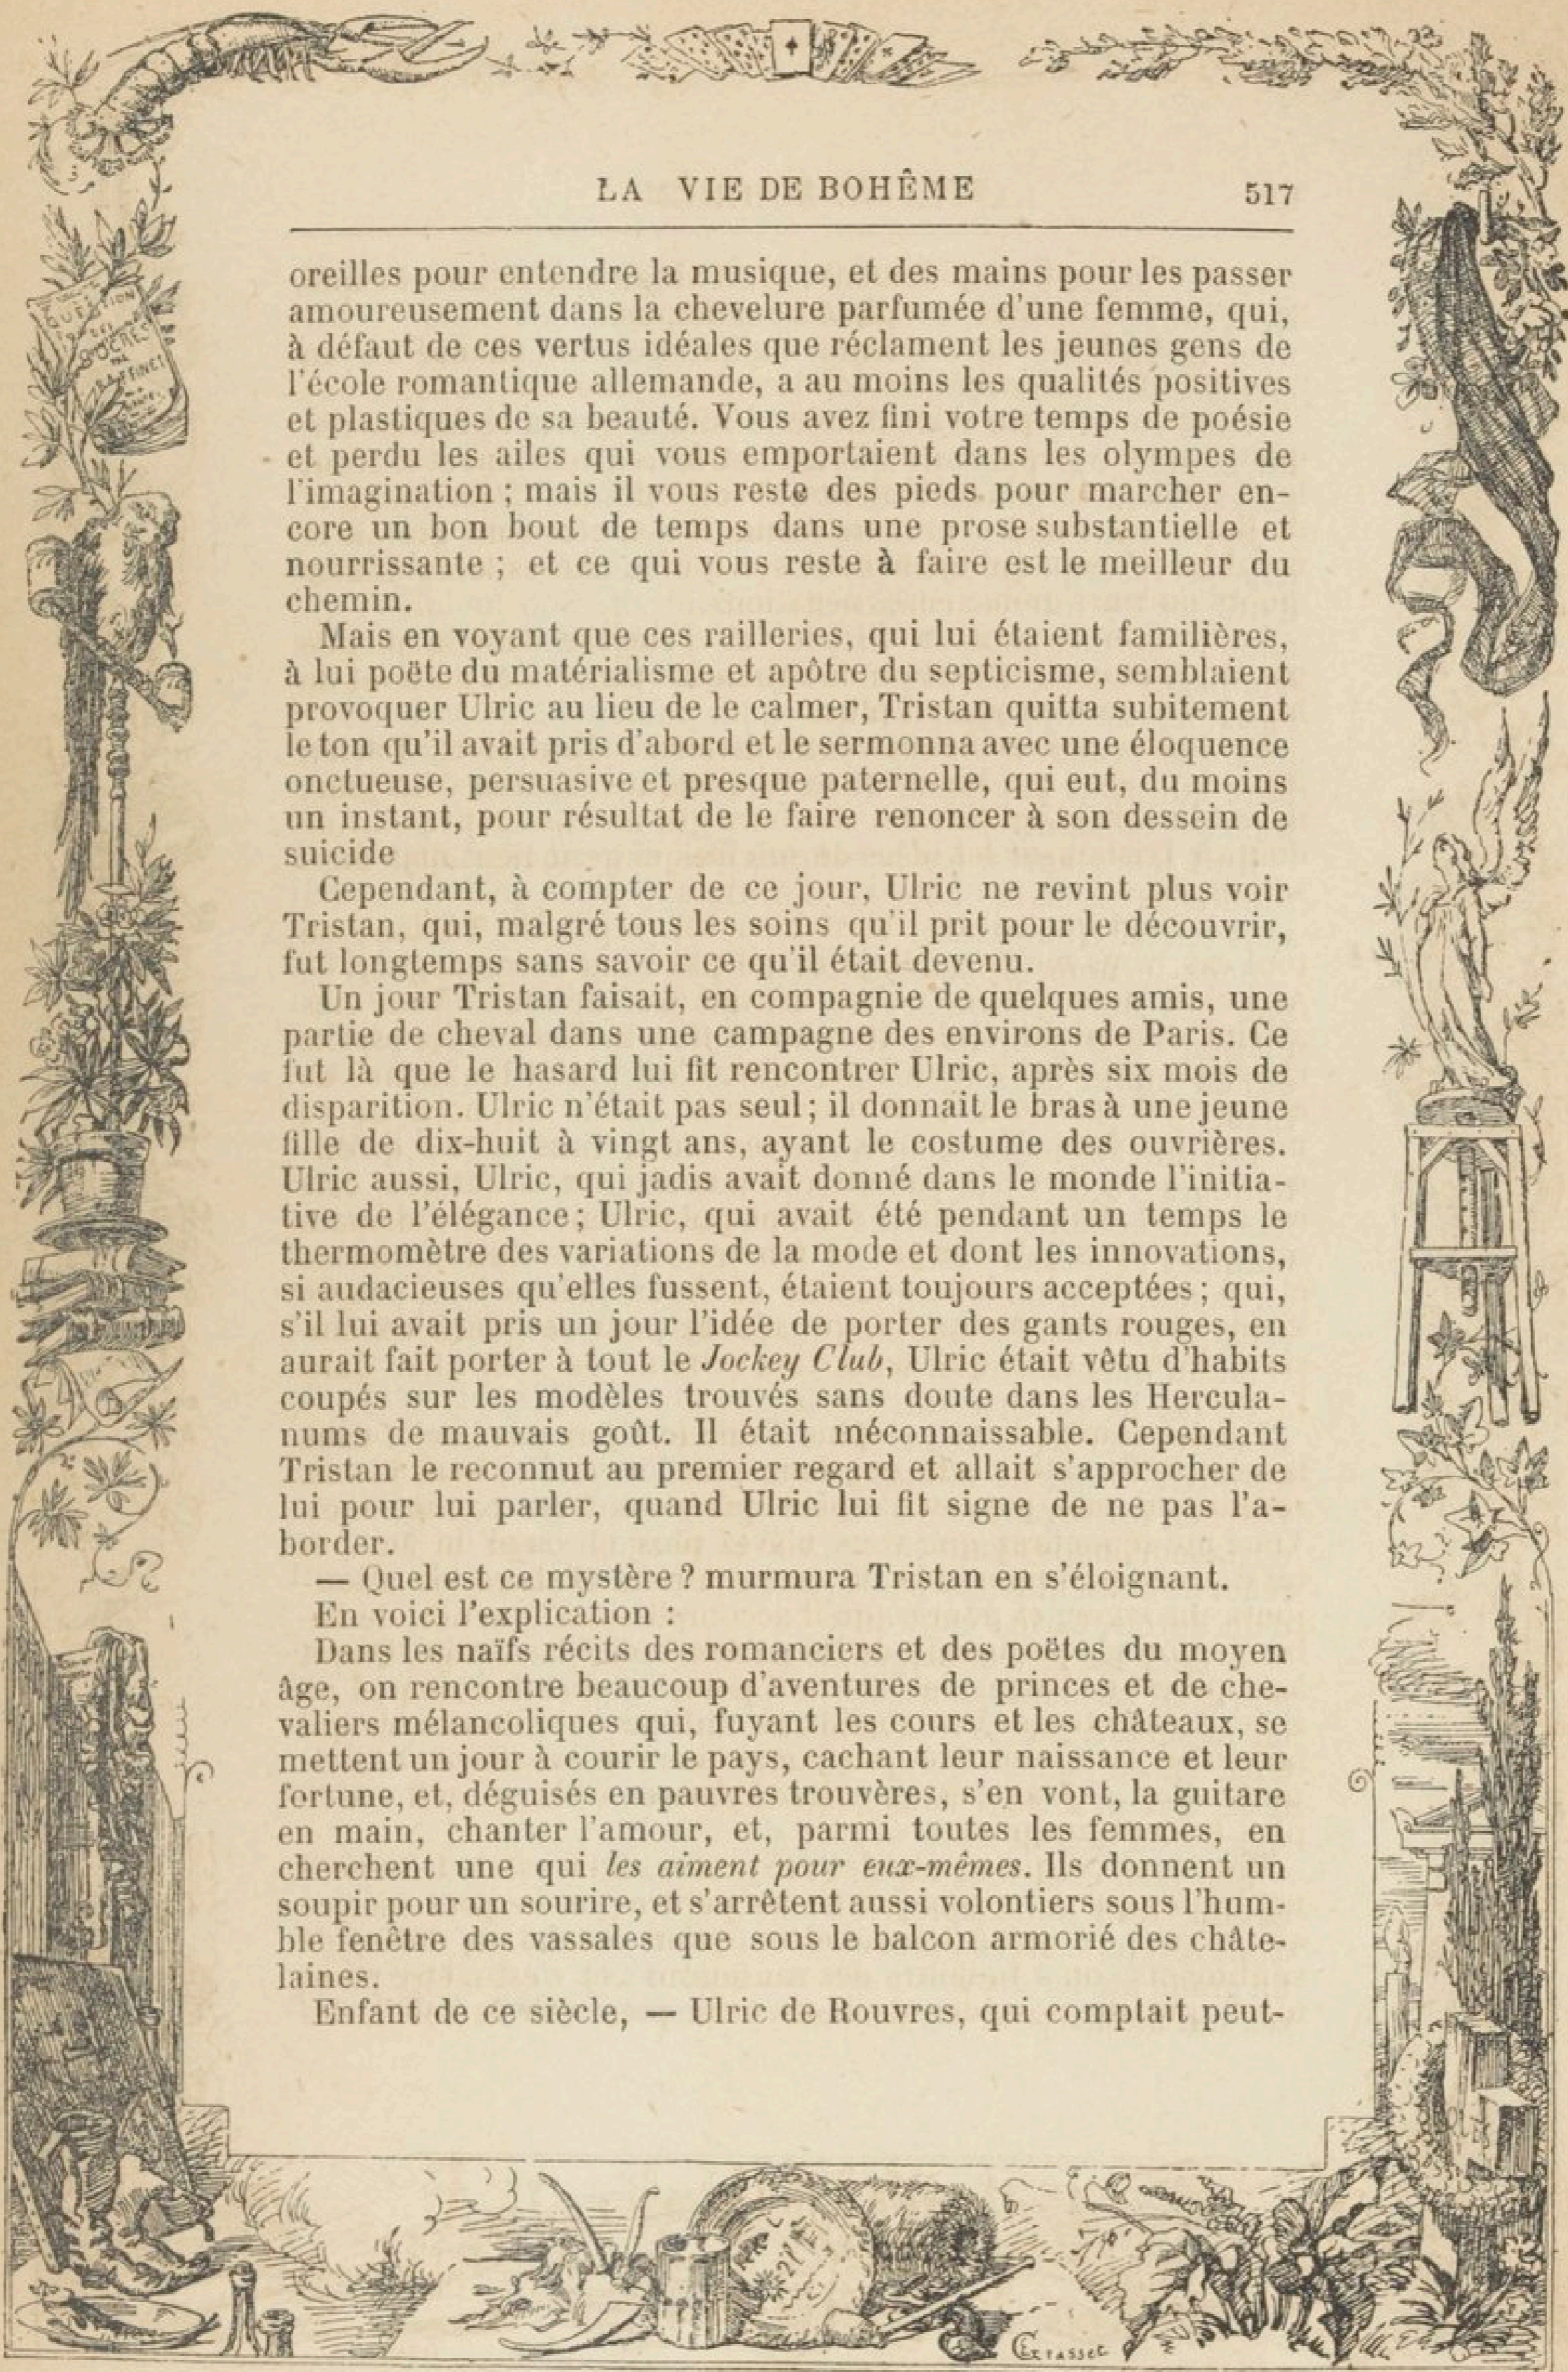 LA VIE DE BOHÊME 517
oreilles pour entendre la musique, et des mains pour les passer
amoureusement dans la chevelure parfumée d'une femme, qui,
à défaut de ces vertus idéales que réclament les jeunes gens de
l'école romantique allemande, a au moins les qualités positives
et plastiques de sa beauté. Vous avez fini votre temps de poésie
et perdu les ailes qui vous emportaient dans les olympes de
l'imagination ; mais il vous reste des pieds pour marcher en-
core un bon bout de temps dans une prose substantielle et
nourrissante ; et ce qui vous reste à faire est le meilleur du
chemin.
Mais en voyant que ces railleries, qui lui étaient familières,
à lui poëte du matérialisme et apôtre du septicisme, semblaient
provoquer Ulric au lieu de le calmer, Tristan quitta subitement
le ton qu'il avait pris d'abord et le sermonna avec une éloquence
onctueuse, persuasive et presque paternelle, qui eut, du moins
un instant, pour résultat de le faire renoncer à son dessein de
suicide
Cependant, à compter de ce jour, Ulric ne revint plus voir
Tristan, qui, malgré tous les soins qu'il prit pour le découvrir,
fut longtemps sans savoir ce qu'il était devenu.
Un jour Tristan faisait, en compagnie de quelques amis, une
partie de cheval dans une campagne des environs de Paris. Ce
fut là que le hasard lui fit rencontrer Ulric, après six mois de
disparition. Ulric n'était pas seul ; il donnait le bras à une jeune
fille de dix-huit à vingt ans, ayant le costume des ouvrières.
Ulric aussi, Ulric, qui jadis avait donné dans le monde l'initia-
tive de l'élégance ; Ulric, qui avait été pendant un temps le
thermomètre des variations de la mode et dont les innovations,
si audacieuses qu'elles fussent, étaient toujours acceptées ; qui,
s'il lui avait pris un jour l'idée de porter des gants rouges, en
aurait fait porter à tout le Jockey Club, Ulric était vêtu d'habits
coupés sur les modèles trouvés sans doute dans les Hercula-
nums de mauvais goût. Il était méconnaissable. Cependant
Tristan le reconnut au premier regard et allait s'approcher de
lui pour lui parler, quand Ulric lui fit signe de ne pas l'a-
border.
— Quel est ce mystère ? murmura Tristan en s'éloignant.
En voici l'explication :
Dans les naïfs récits des romanciers et des poëtes du moyen
âge, on rencontre beaucoup d'aventures de princes et de che-
valiers mélancoliques qui, fuyant les cours et les châteaux, se
mettent un jour à courir le pays, cachant leur naissance et leur
fortune, et, déguisés en pauvres trouvères, s'en vont, la guitare
en main, chanter l'amour, et, parmi toutes les femmes, en
cherchent une qui les aiment pour eux-mêmes. Ils donnent un
soupir pour un sourire, et s'arrêtent aussi volontiers sous l'hum-
ble fenêtre des vassales que sous le balcon armorié des châte-
laines.
Enfant de ce siècle, — Ulric de Rouvres, qui comptait peut-
Grasset